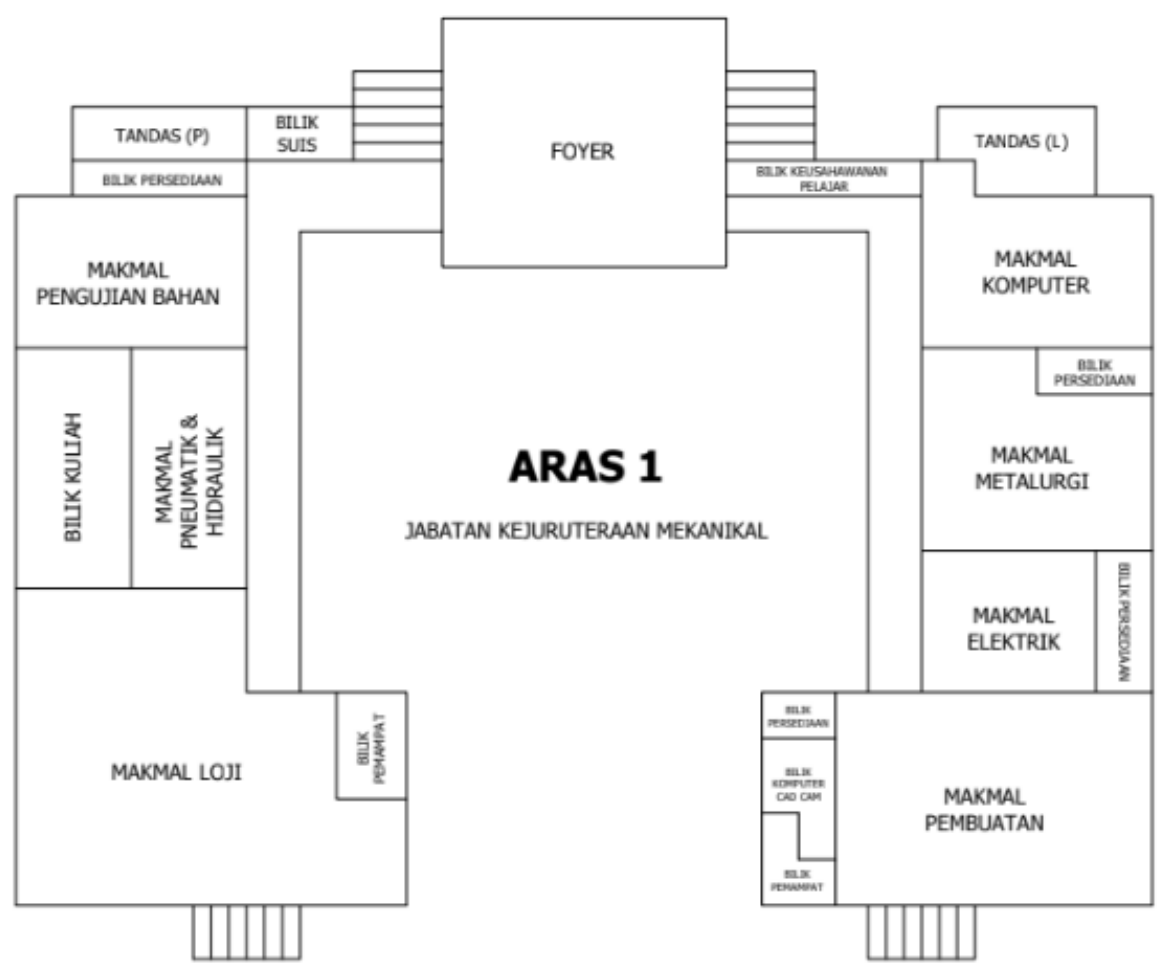 FOYER
TANDAS (P)
BILIK
SUIS
BILIK PERSEDIAAN
BILIK KEUSAHAWANAN
PELAJAR
TANDAS (L)
MAKMAL
PENGUJIAN BAHAN
MAKMAL
KOMPUTER
BILIK KULIAH
MAKMAL
PNEUMATIK &
HIDRAULIK
ARAS 1
JABATAN KEJURUTERAAN MEKANIKAL
BILIK
PERSEDIAAN
MAKMAL
METALURGI
MAKMAL
ELEKTRIK
BILIK PERSEDIAAN
MAKMAL LOJI
BILIK
PEMAMPAT
BILIK
PERSEDIAAN
BILIK
KOMPUTER
CAD CAM
BILIK
PEMAMPAT
MAKMAL
PEMBUATAN